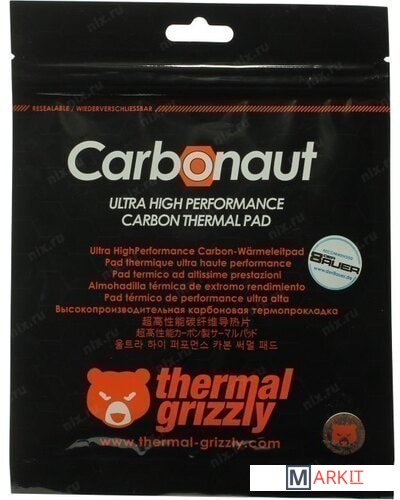 RESEALABLE / WIEDERVERSCHLIESSBAR
Carbonaut
ULTRA HIGH PERFORMANCE
CARBON THERMAL PAD
RECOMMENDED
DER8AUER
Ultra HighPerformance Carbon-Wärmeleitpad
Pad thermique ultra haute performance
Pad termico ad altissime prestazioni
Almohadilla térmica de extremo rendimiento
Pad térmico de performance ultra alta
Высокопроизводительная карбоновая термопрокладка
超高性能碳纤维导热片
超高性能カーボン製サーマルパッド
울트라 하이 퍼포먼스 카본 써멀 패드
thermal
grizzly
www.thermal-grizzly.com
MARKIT
nix.ru